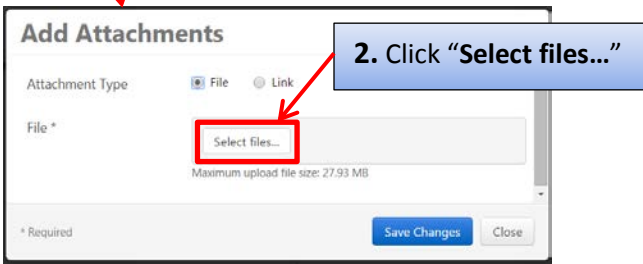 Add Attachments
2. Click “Select files…”
Attachment Type
File
Link
File *
Select files...
Maximum upload file size: 27.93 MB
* Required
Save Changes
Close